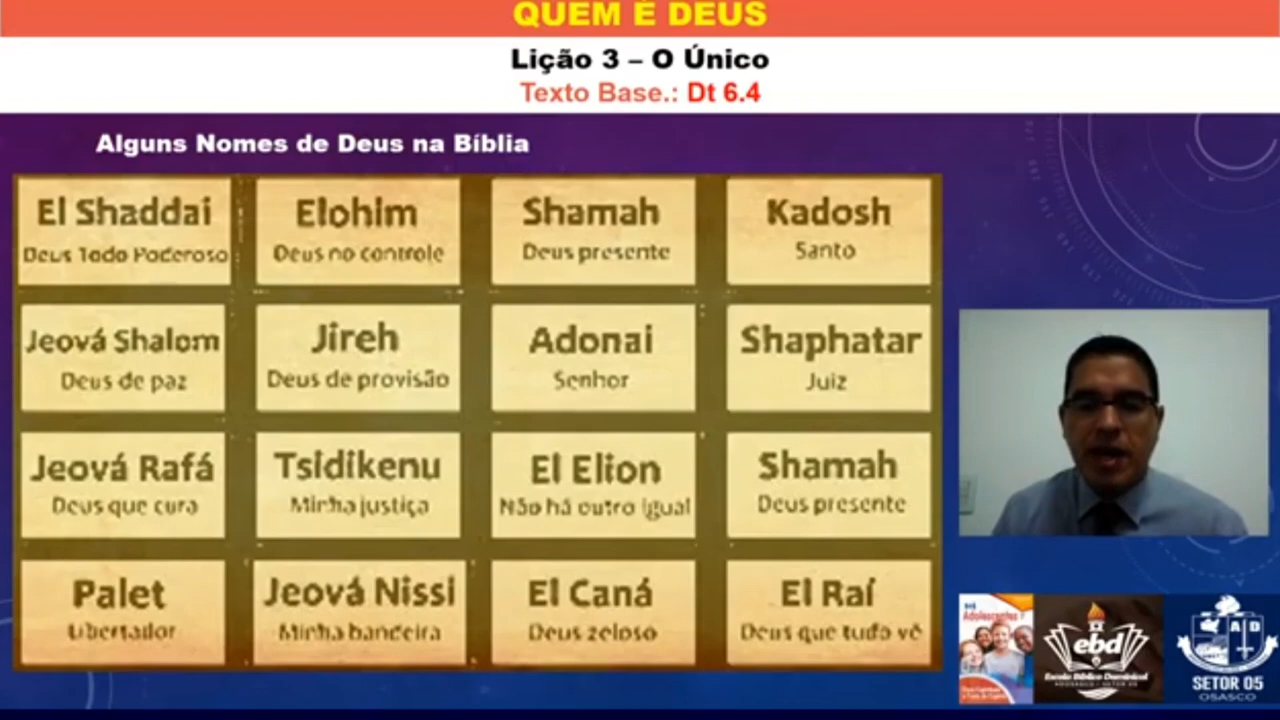 QUEM É DEUS
Lição 3 – O Único
Texto Base.: Dt 6.4
Alguns Nomes de Deus na Bíblia
El Shaddai
Deus Todo Poderoso
Elohim
Deus no controle
Shamah
Deus presente
Kadosh
Santo
Jeová Shalom
Deus de paz
Jireh
Deus de provisão
Adonai
Senhor
Shaphatar
Juiz
Jeová Rafá
Deus que cura
Tsidikenu
Minha justiça
El Elion
Não há outro igual
Shamah
Deus presente
Palet
Libertador
Jeová Nissi
Minha bandeira
El Caná
Deus zeloso
El Raí
Deus que tudo vê
Adolescentes
ebd
Escola Bíblica Dominical
A D
SETOR 05
OSASCO